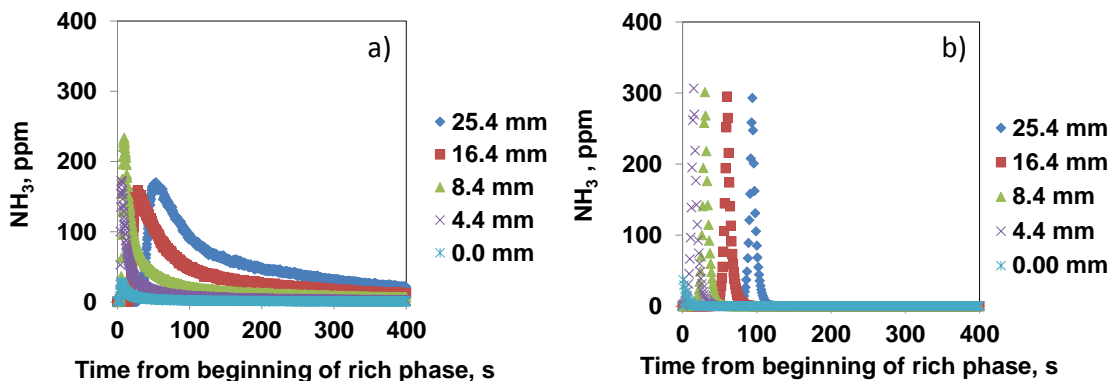 a)
NH3, ppm
400
300
200
100
0
0 100 200 300 400
Time from beginning of rich phase, s
25.4 mm
16.4 mm
8.4 mm
4.4 mm
0.0 mm
b)
NH3 , ppm
400
300
200
100
0
0 100 200 300 400
Time from beginning of rich phase, s
25.4 mm
16.4 mm
8.4 mm
4.4 mm
0.00 mm